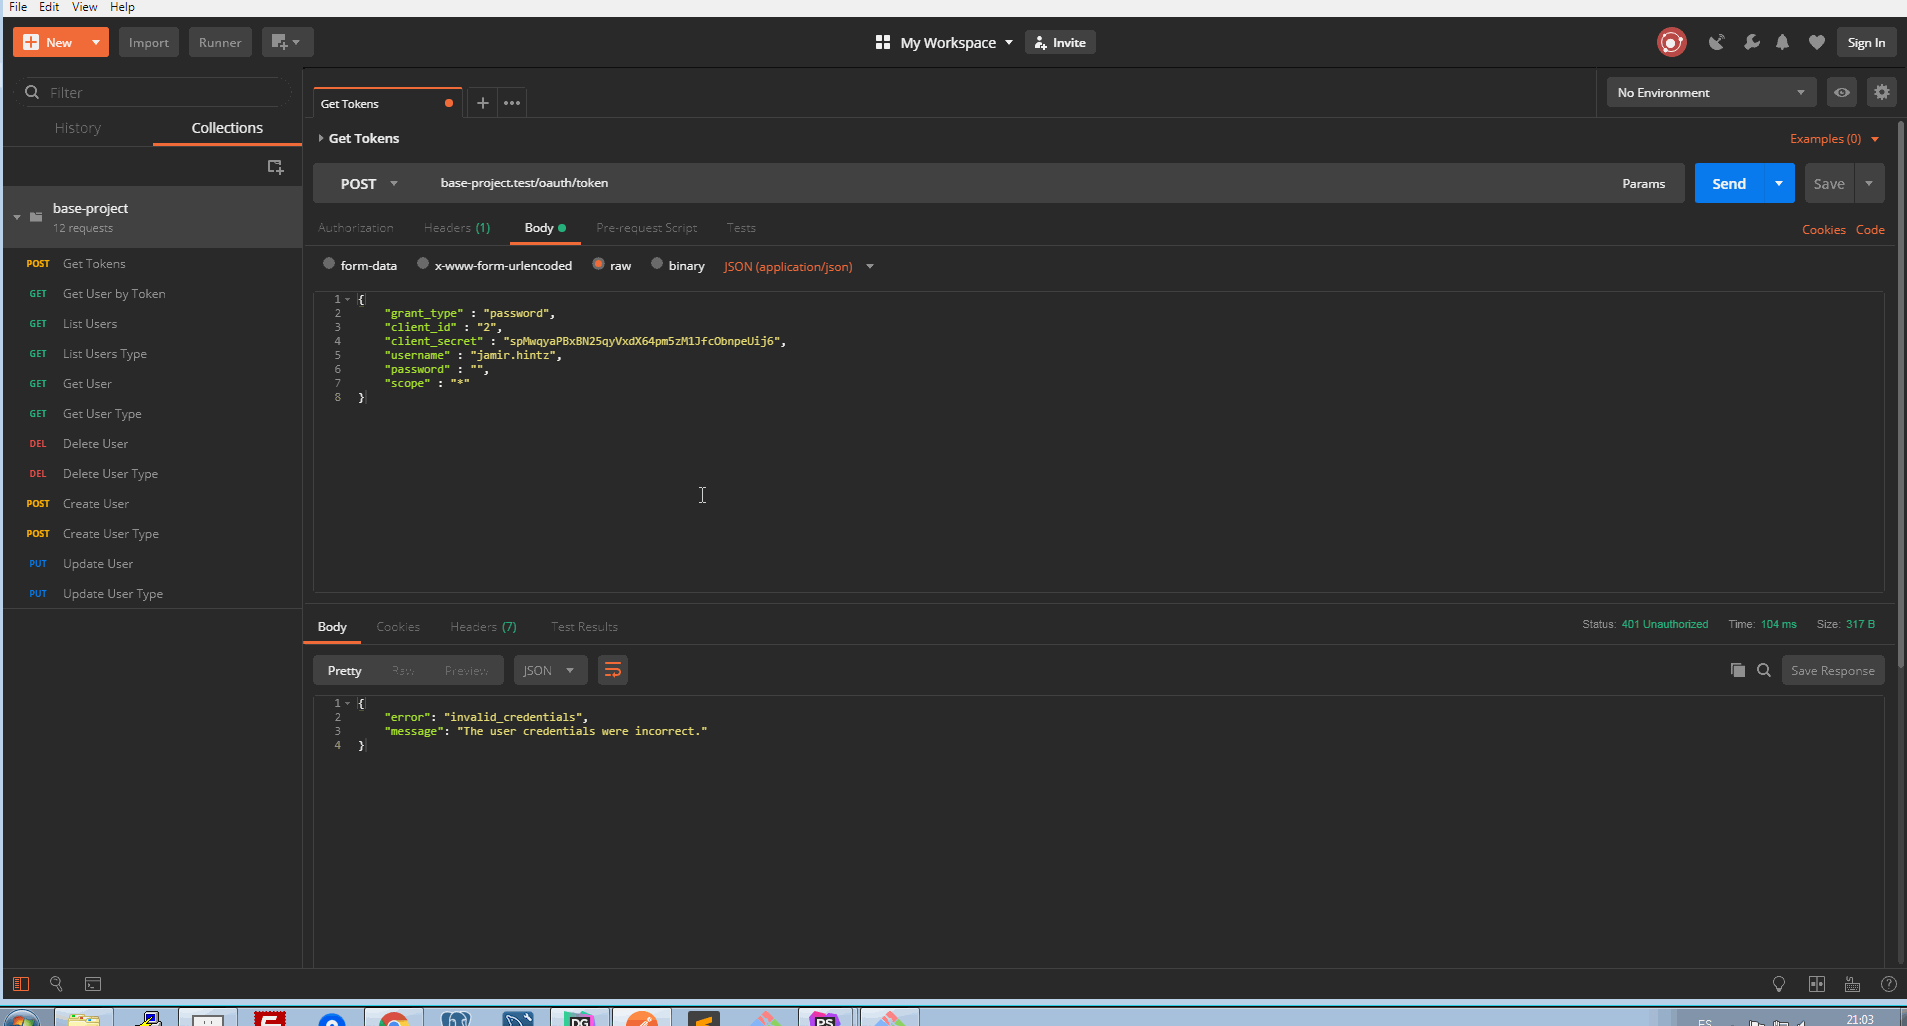 File Edit View Help
New Import Runner My Workspace Invite Sign In
Filter
History Collections
base-project
12 requests
POST Get Tokens
GET Get User by Token
GET List Users
GET List Users Type
GET Get User
GET Get User Type
DEL Delete User
DEL Delete User Type
POST Create User
POST Create User Type
PUT Update User
PUT Update User Type
Get Tokens
No Environment
Get Tokens
Examples (0)
POST base-project.test/oauth/token Params Send Save
Authorization Headers (1) Body Pre-request Script Tests Cookies Code
form-data x-www-form-urlencoded raw binary JSON (application/json)
1 {
2 "grant_type" : "password",
3 "client_id" : "2",
4 "client_secret" : "spMwqyaPBxBN25qyVxdX64pm5zM1JfcObnpeUij6",
5 "username" : "jamir.hintz",
6 "password" : "",
7 "scope" : "*"
8 }
Body Cookies Headers (7) Test Results Status: 401 Unauthorized Time: 104 ms Size: 317 B
Pretty Raw Preview JSON Save Response
1 {
2 "error": "invalid_credentials",
3 "message": "The user credentials were incorrect."
4 }
DG PS ES 21:03